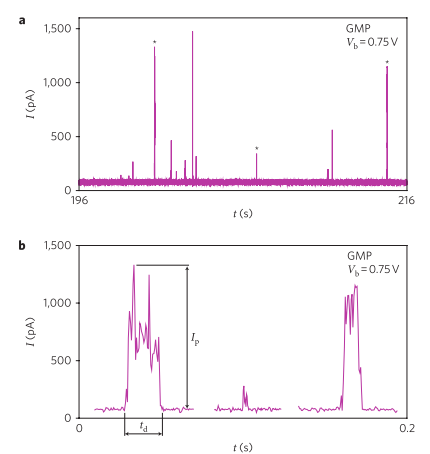 a
GMP
V_b = 0.75 V
1,500
1,000
500
0
I (pA)
*
*
*
196
216
t (s)
b
GMP
V_b = 0.75 V
1,500
1,000
500
0
I (pA)
I_p
t_d
0
0.2
t (s)